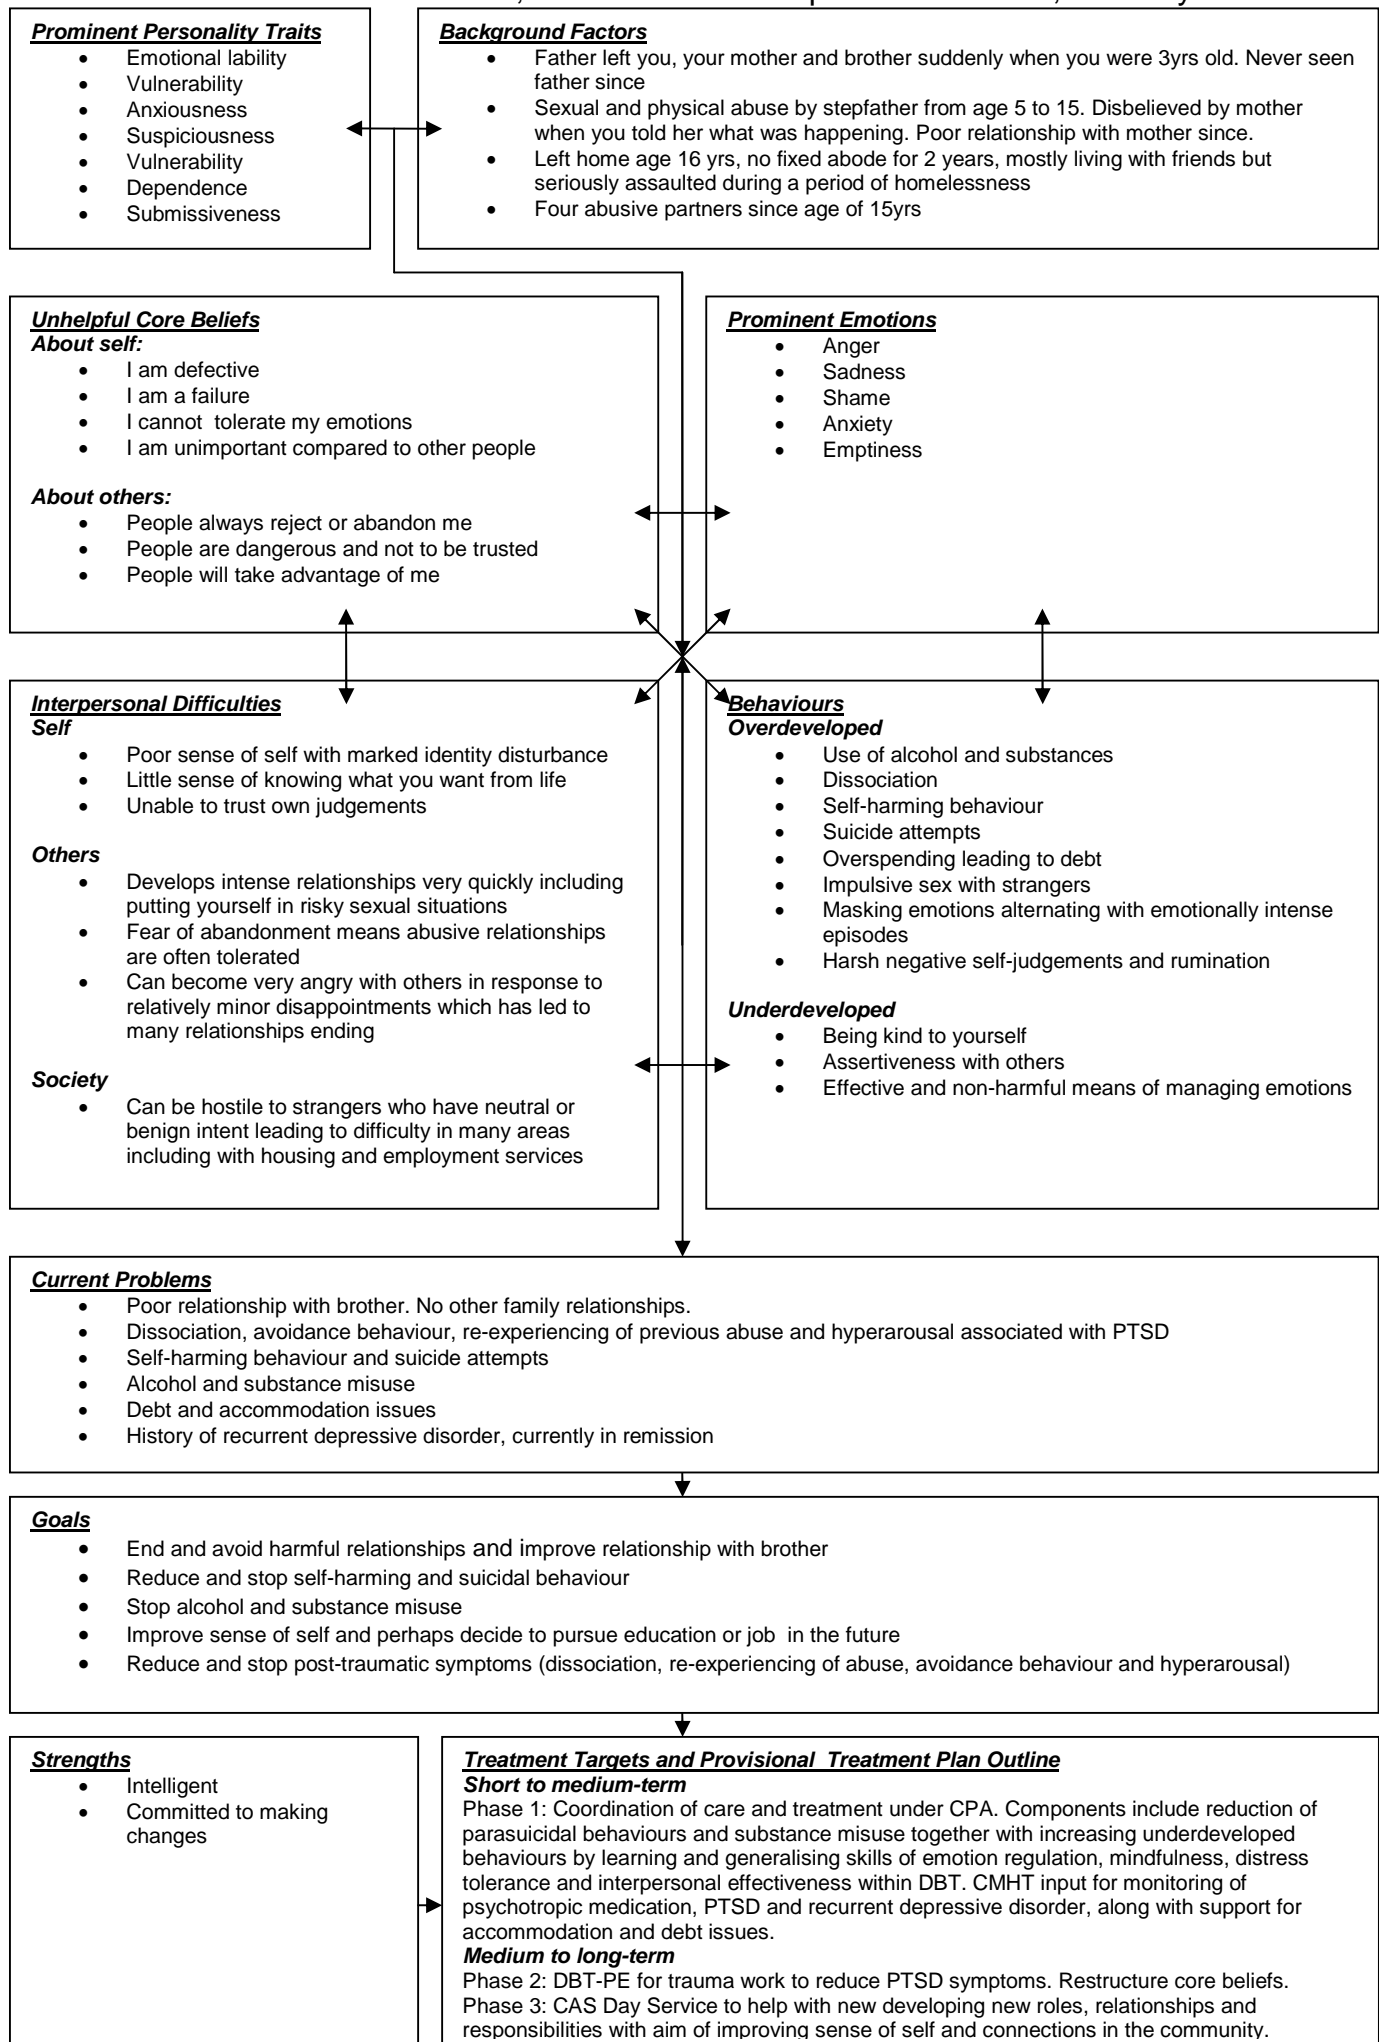 Prominent Personality Traits
• Emotional lability
• Vulnerability
• Anxiousness
• Suspiciousness
• Vulnerability
• Dependence
• Submissiveness
Background Factors
• Father left you, your mother and brother suddenly when you were 3yrs old. Never seen
father since
• Sexual and physical abuse by stepfather from age 5 to 15. Disbelieved by mother
when you told her what was happening. Poor relationship with mother since.
• Left home age 16 yrs, no fixed abode for 2 years, mostly living with friends but
seriously assaulted during a period of homelessness
• Four abusive partners since age of 15yrs
Unhelpful Core Beliefs
About self:
• I am defective
• I am a failure
• I cannot  tolerate my emotions
• I am unimportant compared to other people
About others:
• People always reject or abandon me
• People are dangerous and not to be trusted
• People will take advantage of me
Prominent Emotions
• Anger
• Sadness
• Shame
• Anxiety
• Emptiness
Interpersonal Difficulties
Self
• Poor sense of self with marked identity disturbance
• Little sense of knowing what you want from life
• Unable to trust own judgements
Others
• Develops intense relationships very quickly including
putting yourself in risky sexual situations
• Fear of abandonment means abusive relationships
are often tolerated
• Can become very angry with others in response to
relatively minor disappointments which has led to
many relationships ending
Society
• Can be hostile to strangers who have neutral or
benign intent leading to difficulty in many areas
including with housing and employment services
Behaviours
Overdeveloped
• Use of alcohol and substances
• Dissociation
• Self-harming behaviour
• Suicide attempts
• Overspending leading to debt
• Impulsive sex with strangers
• Masking emotions alternating with emotionally intense
episodes
• Harsh negative self-judgements and rumination
Underdeveloped
• Being kind to yourself
• Assertiveness with others
• Effective and non-harmful means of managing emotions
Current Problems
• Poor relationship with brother. No other family relationships.
• Dissociation, avoidance behaviour, re-experiencing of previous abuse and hyperarousal associated with PTSD
• Self-harming behaviour and suicide attempts
• Alcohol and substance misuse
• Debt and accommodation issues
• History of recurrent depressive disorder, currently in remission
Goals
• End and avoid harmful relationships and improve relationship with brother
• Reduce and stop self-harming and suicidal behaviour
• Stop alcohol and substance misuse
• Improve sense of self and perhaps decide to pursue education or job  in the future
• Reduce and stop post-traumatic symptoms (dissociation, re-experiencing of abuse, avoidance behaviour and hyperarousal)
Strengths
• Intelligent
• Committed to making
changes
Treatment Targets and Provisional  Treatment Plan Outline
Short to medium-term
Phase 1: Coordination of care and treatment under CPA. Components include reduction of
parasuicidal behaviours and substance misuse together with increasing underdeveloped
behaviours by learning and generalising skills of emotion regulation, mindfulness, distress
tolerance and interpersonal effectiveness within DBT. CMHT input for monitoring of
psychotropic medication, PTSD and recurrent depressive disorder, along with support for
accommodation and debt issues.
Medium to long-term
Phase 2: DBT-PE for trauma work to reduce PTSD symptoms. Restructure core beliefs.
Phase 3: CAS Day Service to help with new developing new roles, relationships and
responsibilities with aim of improving sense of self and connections in the community.